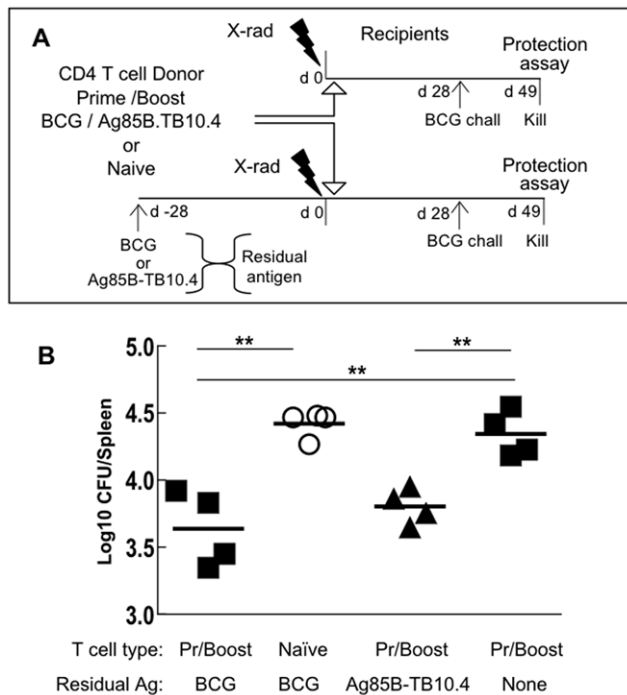 A
X-rad
Recipients
Protection
assay
CD4 T cell Donor
Prime /Boost
BCG / Ag85B.TB10.4
or
Naive
d 0
d 28
d 49
BCG chall
Kill
X-rad
Protection
assay
d -28
d 0
d 28
d 49
BCG
or
Ag85B-TB10.4
Residual
antigen
BCG chall
Kill
B
Log10 CFU/Spleen
5.0
4.5
4.0
3.5
3.0
**
**
**
T cell type: Pr/Boost Naïve Pr/Boost Pr/Boost
Residual Ag: BCG BCG Ag85B-TB10.4 None